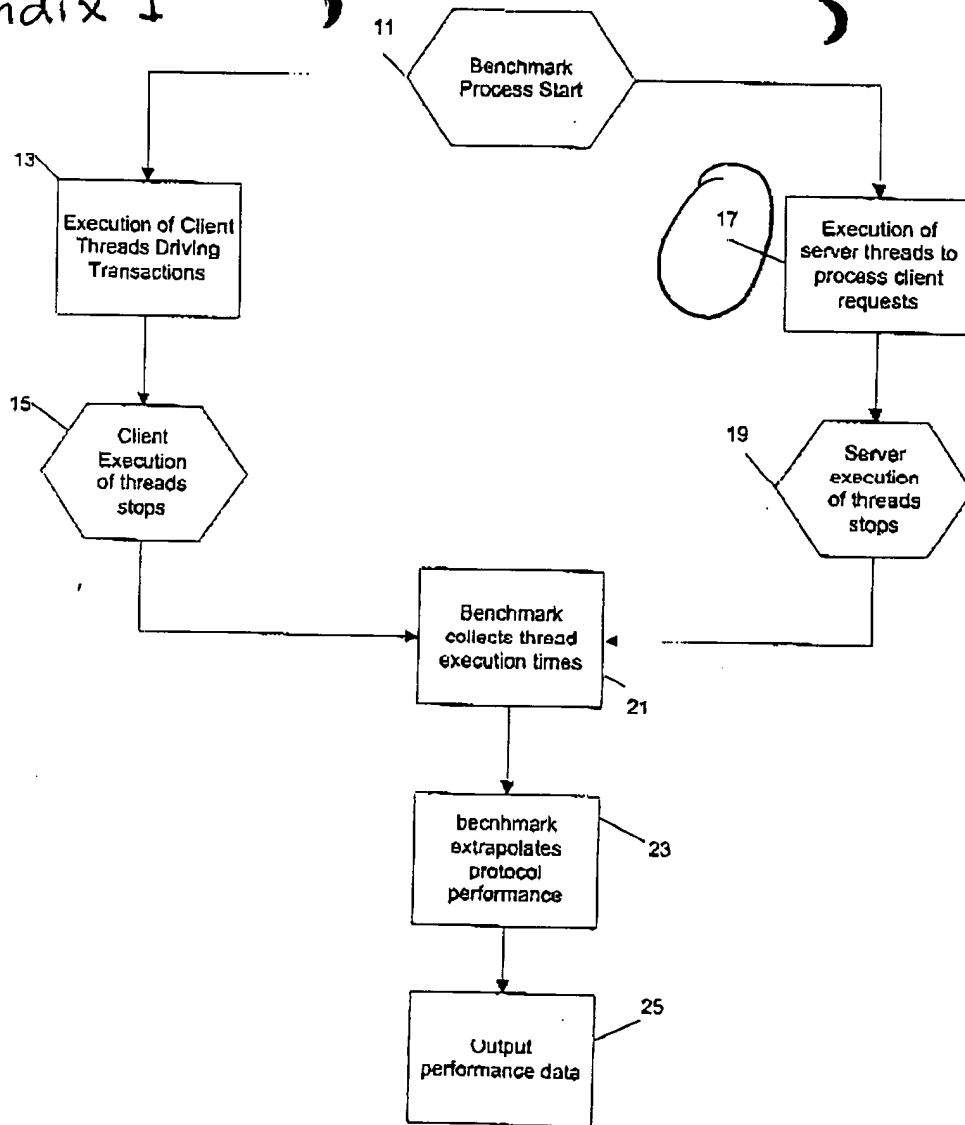 ndix 1
11
Benchmark
Process Start
13
Execution of Client
Threads Driving
Transactions
17
Execution of
server threads to
process client
requests
15
Client
Execution
of threads
stops
19
Server
execution
of threads
stops
Benchmark
collects thread
execution times
21
becnhmark
extrapolates
protocol
performance
23
Output
performance data
25